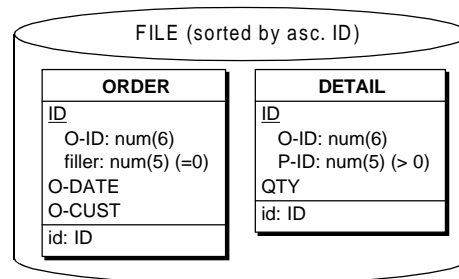 FILE (sorted by asc. ID)
ORDER
ID
O-ID: num(6)
filler: num(5) (=0)
O-DATE
O-CUST
id: ID
DETAIL
ID
O-ID: num(6)
P-ID: num(5) (> 0)
QTY
id: ID